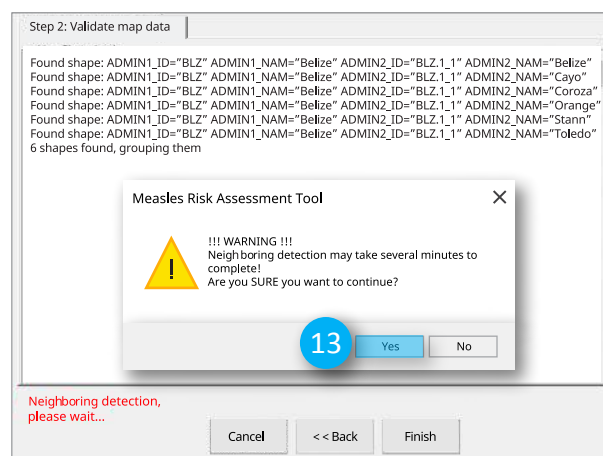 Step 2: Validate map data
Found shape: ADMIN1_ID="BLZ" ADMIN1_NAM="Belize" ADMIN2_ID="BLZ.1_1" ADMIN2_NAM="Belize"
Found shape: ADMIN1_ID="BLZ" ADMIN1_NAM="Belize" ADMIN2_ID="BLZ.1_1" ADMIN2_NAM="Cayo"
Found shape: ADMIN1_ID="BLZ" ADMIN1_NAM="Belize" ADMIN2_ID="BLZ.1_1" ADMIN2_NAM="Coroza"
Found shape: ADMIN1_ID="BLZ" ADMIN1_NAM="Belize" ADMIN2_ID="BLZ.1_1" ADMIN2_NAM="Orange"
Found shape: ADMIN1_ID="BLZ" ADMIN1_NAM="Belize" ADMIN2_ID="BLZ.1_1" ADMIN2_NAM="Stann"
Found shape: ADMIN1_ID="BLZ" ADMIN1_NAM="Belize" ADMIN2_ID="BLZ.1_1" ADMIN2_NAM="Toledo"
6 shapes found, grouping them
Measles Risk Assessment Tool
!!! WARNING !!!
Neighboring detection may take several minutes to
complete!
Are you SURE you want to continue?
13 Yes No
Neighboring detection,
please wait...
Cancel << Back Finish